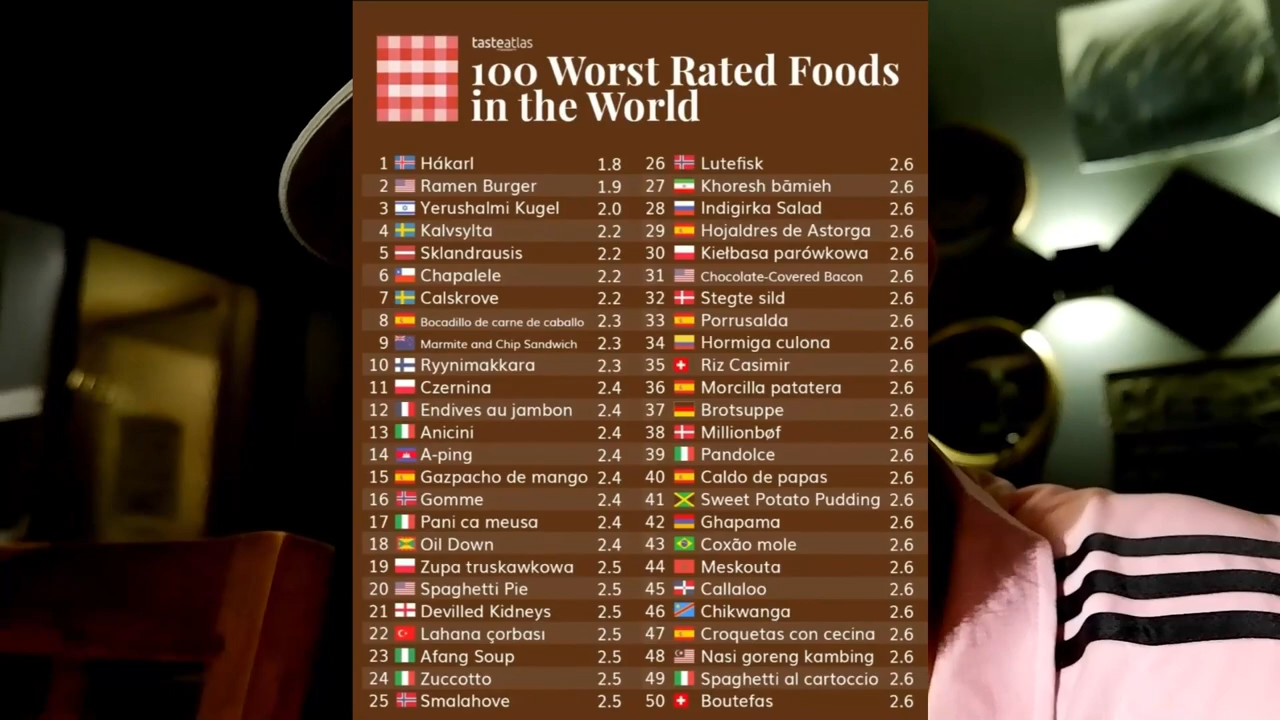 tasteatlas
100 Worst Rated Foods
in the World
1 Hákarl 1.8
2 Ramen Burger 1.9
3 Yerushalmi Kugel 2.0
4 Kalvsylta 2.2
5 Sklandrausis 2.2
6 Chapalele 2.2
7 Calskrove 2.2
8 Bocadillo de carne de caballo 2.3
9 Marmite and Chip Sandwich 2.3
10 Ryynimakkara 2.3
11 Czernina 2.4
12 Endives au jambon 2.4
13 Anicini 2.4
14 A-ping 2.4
15 Gazpacho de mango 2.4
16 Gomme 2.4
17 Pani ca meusa 2.4
18 Oil Down 2.4
19 Zupa truskawkowa 2.5
20 Spaghetti Pie 2.5
21 Devilled Kidneys 2.5
22 Lahana çorbası 2.5
23 Afang Soup 2.5
24 Zuccotto 2.5
25 Smalahove 2.5
26 Lutefisk 2.6
27 Khoresh bāmieh 2.6
28 Indigirka Salad 2.6
29 Hojaldres de Astorga 2.6
30 Kiełbasa parówkowa 2.6
31 Chocolate-Covered Bacon 2.6
32 Stegte sild 2.6
33 Porrusalda 2.6
34 Hormiga culona 2.6
35 Riz Casimir 2.6
36 Morcilla patatera 2.6
37 Brotsuppe 2.6
38 Millionbøf 2.6
39 Pandolce 2.6
40 Caldo de papas 2.6
41 Sweet Potato Pudding 2.6
42 Ghapama 2.6
43 Coxão mole 2.6
44 Meskouta 2.6
45 Callaloo 2.6
46 Chikwanga 2.6
47 Croquetas con cecina 2.6
48 Nasi goreng kambing 2.6
49 Spaghetti al cartoccio 2.6
50 Boutefas 2.6